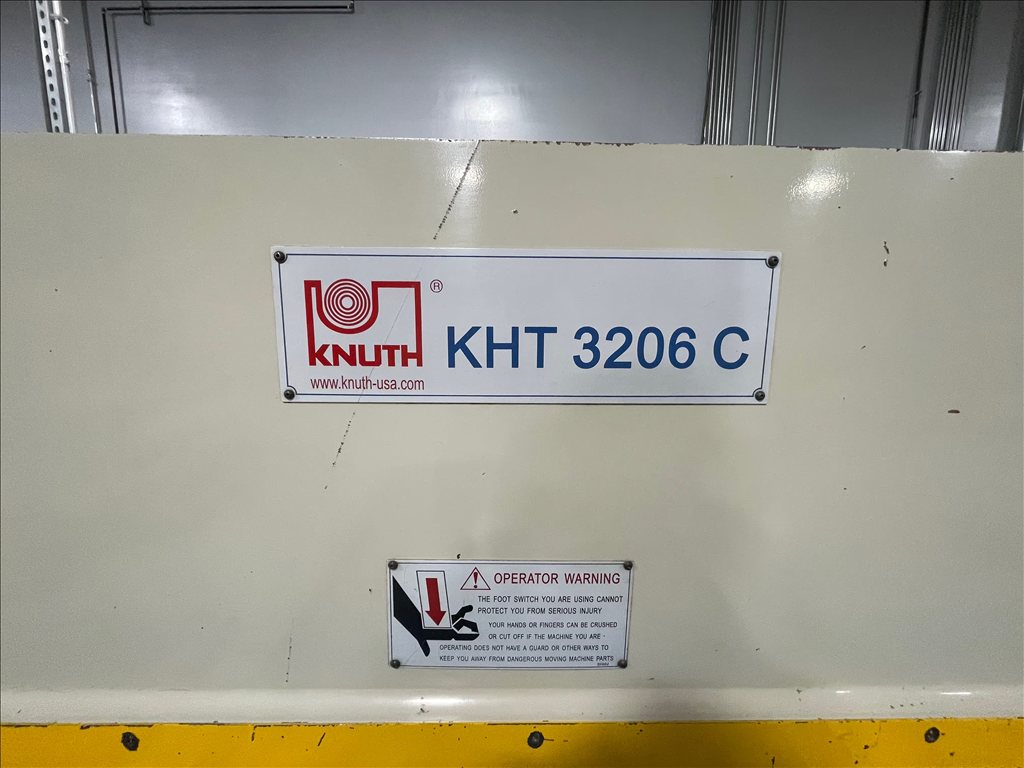 ®
KNUTH
www.knuth-usa.com
KHT 3206 C
OPERATOR WARNING
THE FOOT SWITCH YOU ARE USING CANNOT
PROTECT YOU FROM SERIOUS INJURY
YOUR HANDS OR FINGERS CAN BE CRUSHED
OR CUT OFF IF THE MACHINE YOU ARE -
OPERATING DDES NOT HAVE A GUARD OR OTHER WAYS TO
KEEP YOU AWAY FROM DANGEROUS MOVING MACHINE PARTS